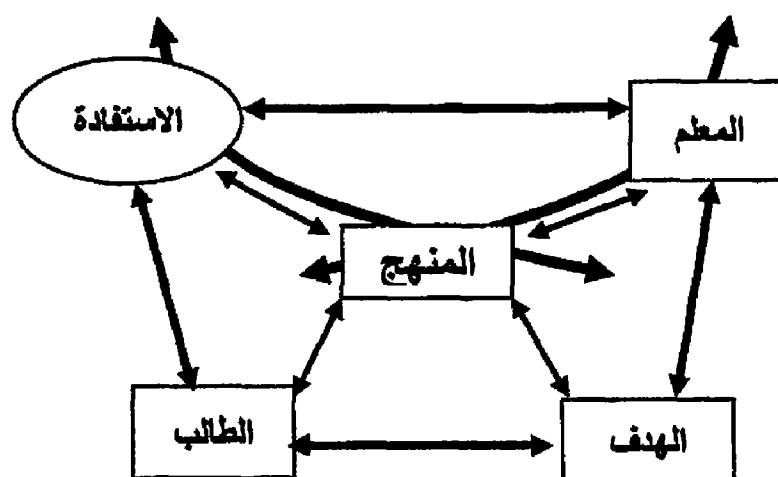 المعلم
الاستفادة
المنهج
الهدف
الطالب